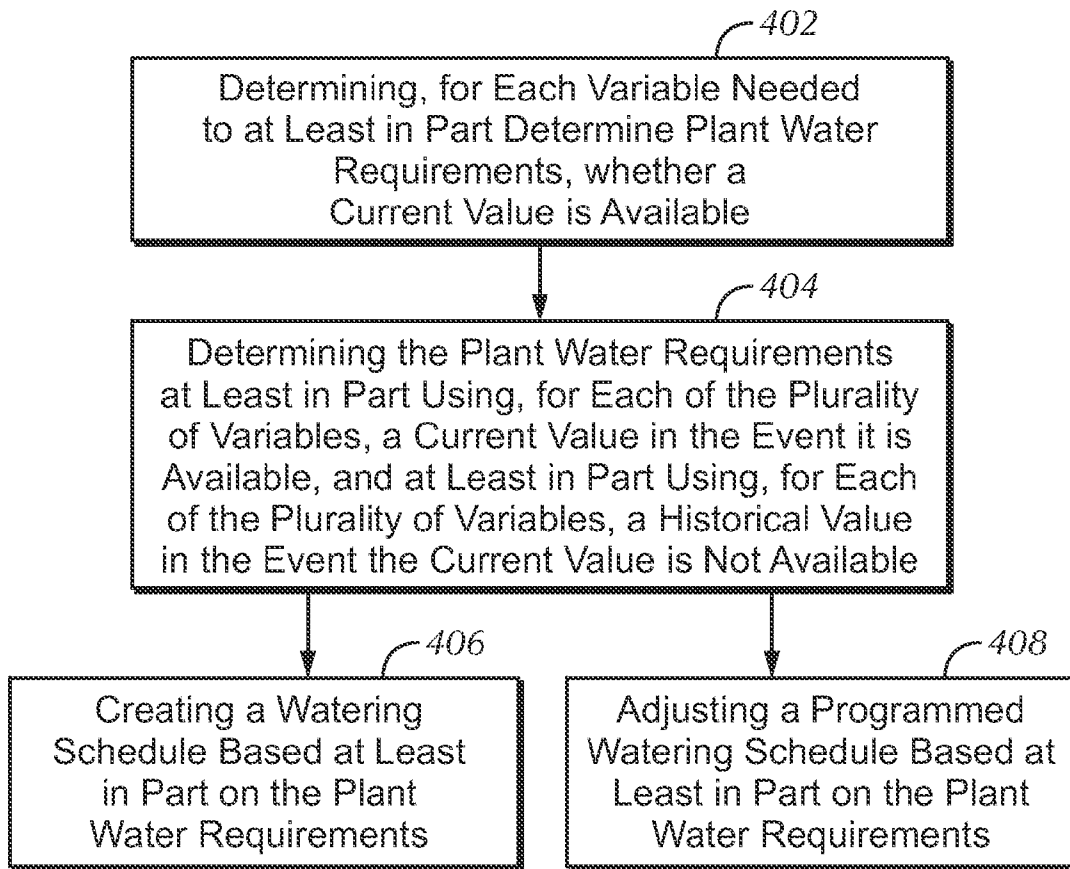 402
Determining, for Each Variable Needed
to at Least in Part Determine Plant Water
Requirements, whether a
Current Value is Available
404
Determining the Plant Water Requirements
at Least in Part Using, for Each of the Plurality
of Variables, a Current Value in the Event it is
Available, and at Least in Part Using, for Each
of the Plurality of Variables, a Historical Value
in the Event the Current Value is Not Available
406
Creating a Watering
Schedule Based at Least
in Part on the Plant
Water Requirements
408
Adjusting a Programmed
Watering Schedule Based at
Least in Part on the Plant
Water Requirements